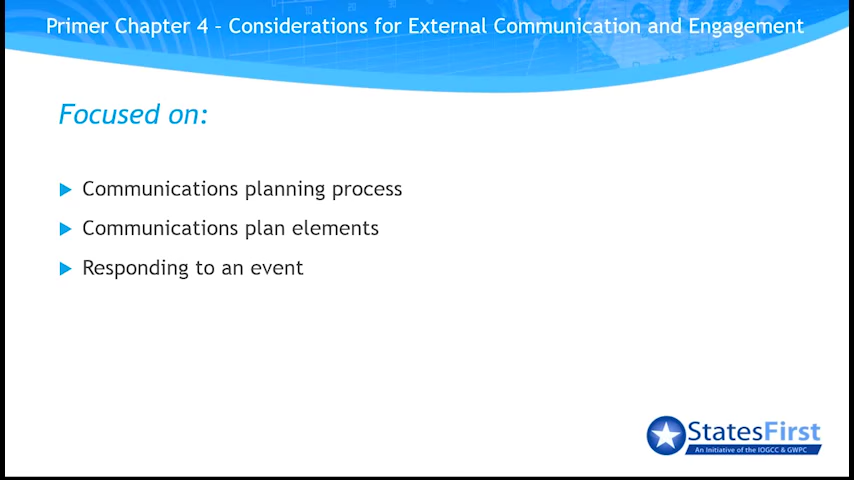 Primer Chapter 4 – Considerations for External Communication and Engagement
Focused on:
Communications planning process
Communications plan elements
Responding to an event
StatesFirst
An Initiative of the IOGCC & GWPC